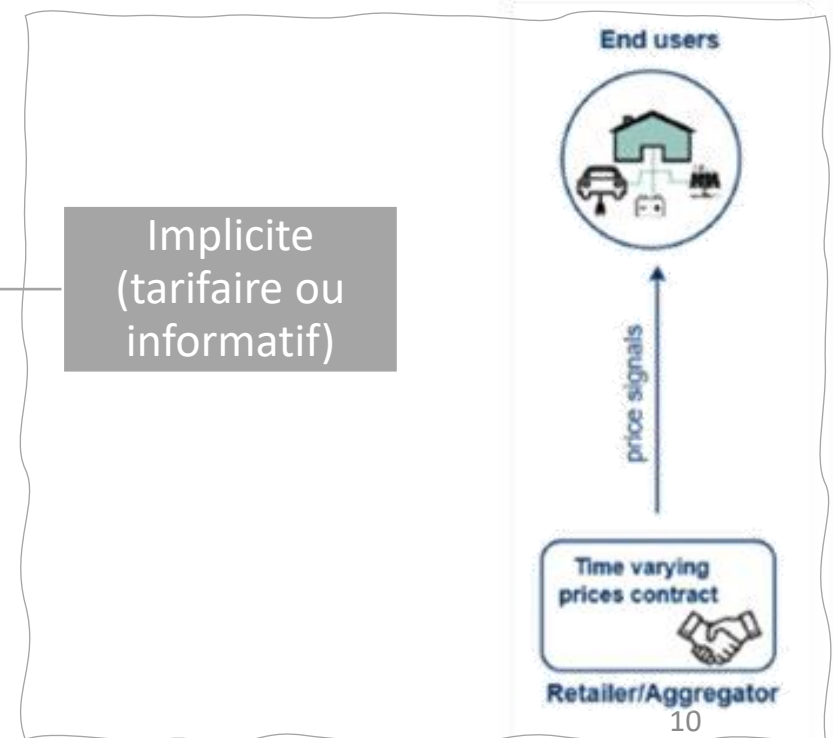 End users
Implicite
(tarifaire ou
informatif)
price signals
Time varying
prices contract
Retailer/Aggregator
10